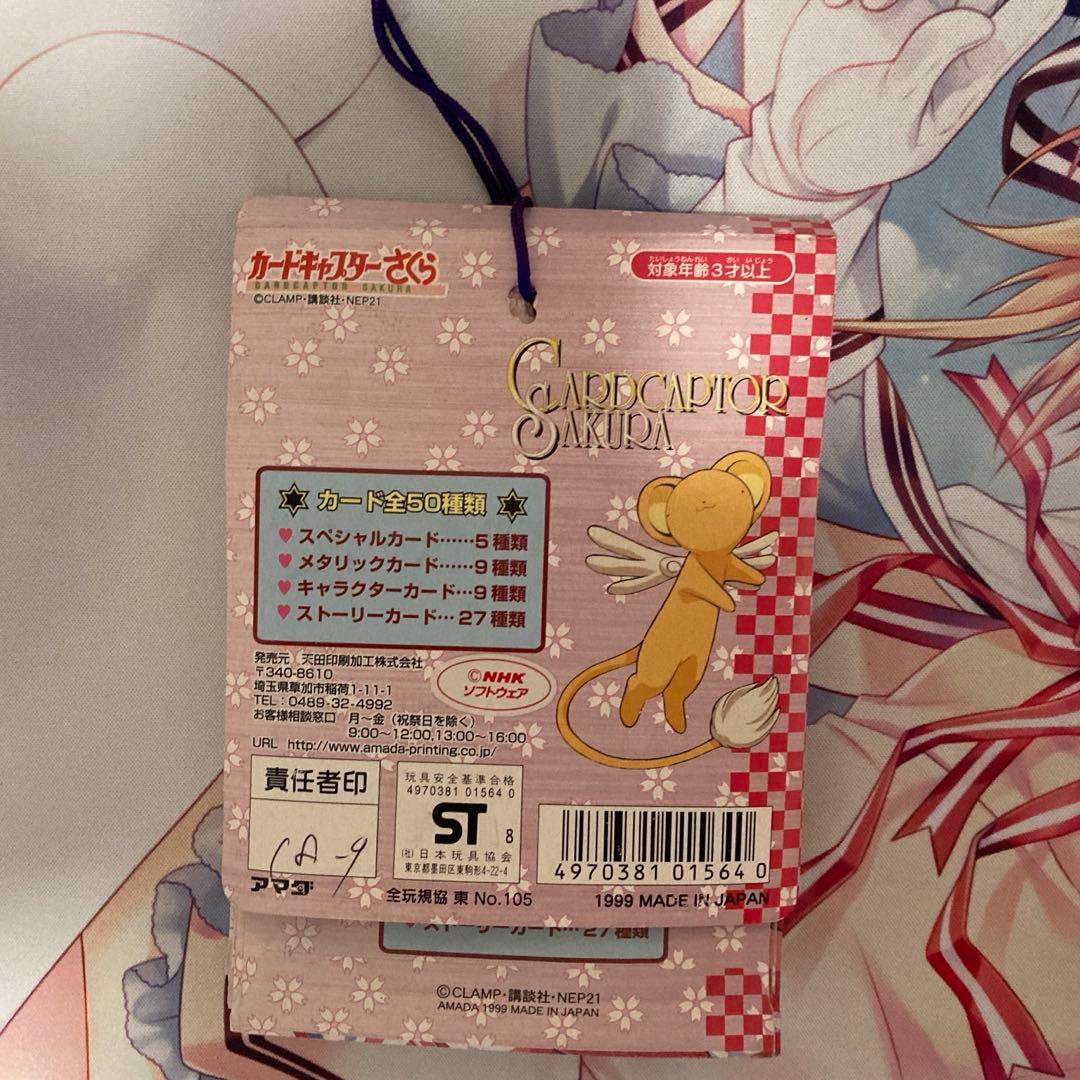 カードキャプターさくら
CARDCAPTOR SAKURA
©CLAMP・講談社・NEP21
たいしょうねんれい さい いじょう
対象年齢3才以上
CARDCAPTOR
SAKURA
カード全50種類
♥スペシャルカード……5種類
♥メタリックカード……9種類
♥キャラクターカード…9種類
♥ストーリーカード…27種類
発売元 天田印刷加工株式会社
〒340-8610
埼玉県草加市稲荷1-11-1
TEL:0489-32-4992
お客様相談窓口 月〜金(祝祭日を除く)
9:00〜12:00,13:00〜16:00
URL http://www.amada-printing.co.jp/
©NHK
ソフトウェア
責任者印
アマダ
玩具安全基準合格
4970381 01564 0
ST 8
(社)日本玩具協会
東京都墨田区東駒形4-22-4
4970381 015640
全玩規協 東 No.105
1999 MADE IN JAPAN
♥ストーリーカード…27種類
©CLAMP・講談社・NEP21
AMADA 1999 MADE IN JAPAN